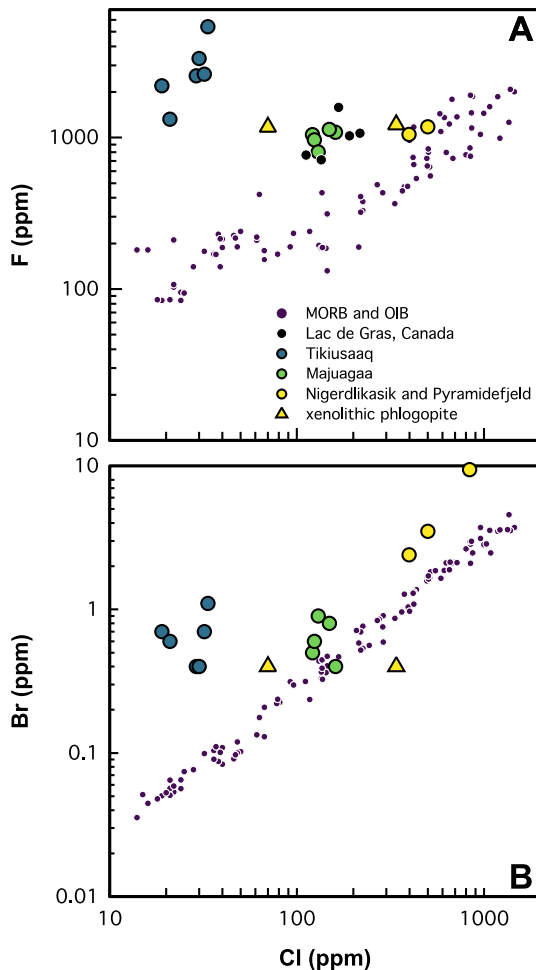 A
F (ppm)
1000
100
10
MORB and OIB
Lac de Gras, Canada
Tikiusaaq
Majuagaa
Nigerdlikasik and Pyramidefjeld
xenolithic phlogopite
B
Br (ppm)
10
1
0.1
0.01
10 100 1000
Cl (ppm)